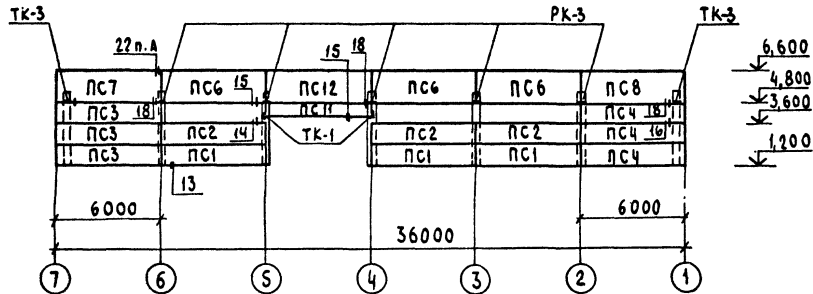 ТК-3 РК-3 ТК-3
22п.А 15 18 6,600
ПС7 ПС6 15 ПС12 ПС6 ПС6 ПС8 4,800
ПС3 18 ПС11 ПС4 18 3,600
ПС3 ПС2 14 ТК-1 ПС2 ПС2 ПС4 16
ПС3 ПС1 ПС1 ПС1 ПС4 1,200
13
6000 6000
36000
7 6 5 4 3 2 1